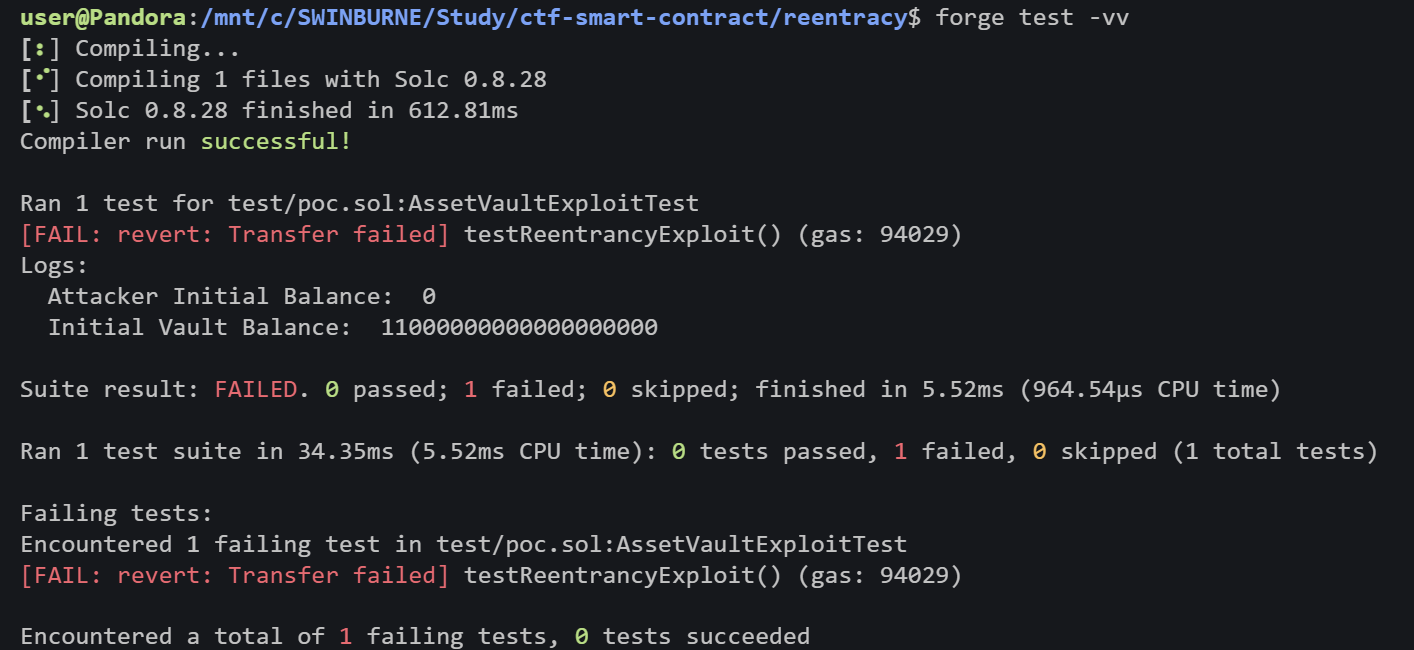 user@Pandora:/mnt/c/SWINBURNE/Study/ctf-smart-contract/reentracy$ forge test -vv
[⠃] Compiling...
[⠊] Compiling 1 files with Solc 0.8.28
[⠢] Solc 0.8.28 finished in 612.81ms
Compiler run successful!
Ran 1 test for test/poc.sol:AssetVaultExploitTest
[FAIL: revert: Transfer failed] testReentrancyExploit() (gas: 94029)
Logs:
Attacker Initial Balance:  0
Initial Vault Balance:  11000000000000000000
Suite result: FAILED. 0 passed; 1 failed; 0 skipped; finished in 5.52ms (964.54µs CPU time)
Ran 1 test suite in 34.35ms (5.52ms CPU time): 0 tests passed, 1 failed, 0 skipped (1 total tests)
Failing tests:
Encountered 1 failing test in test/poc.sol:AssetVaultExploitTest
[FAIL: revert: Transfer failed] testReentrancyExploit() (gas: 94029)
Encountered a total of 1 failing tests, 0 tests succeeded